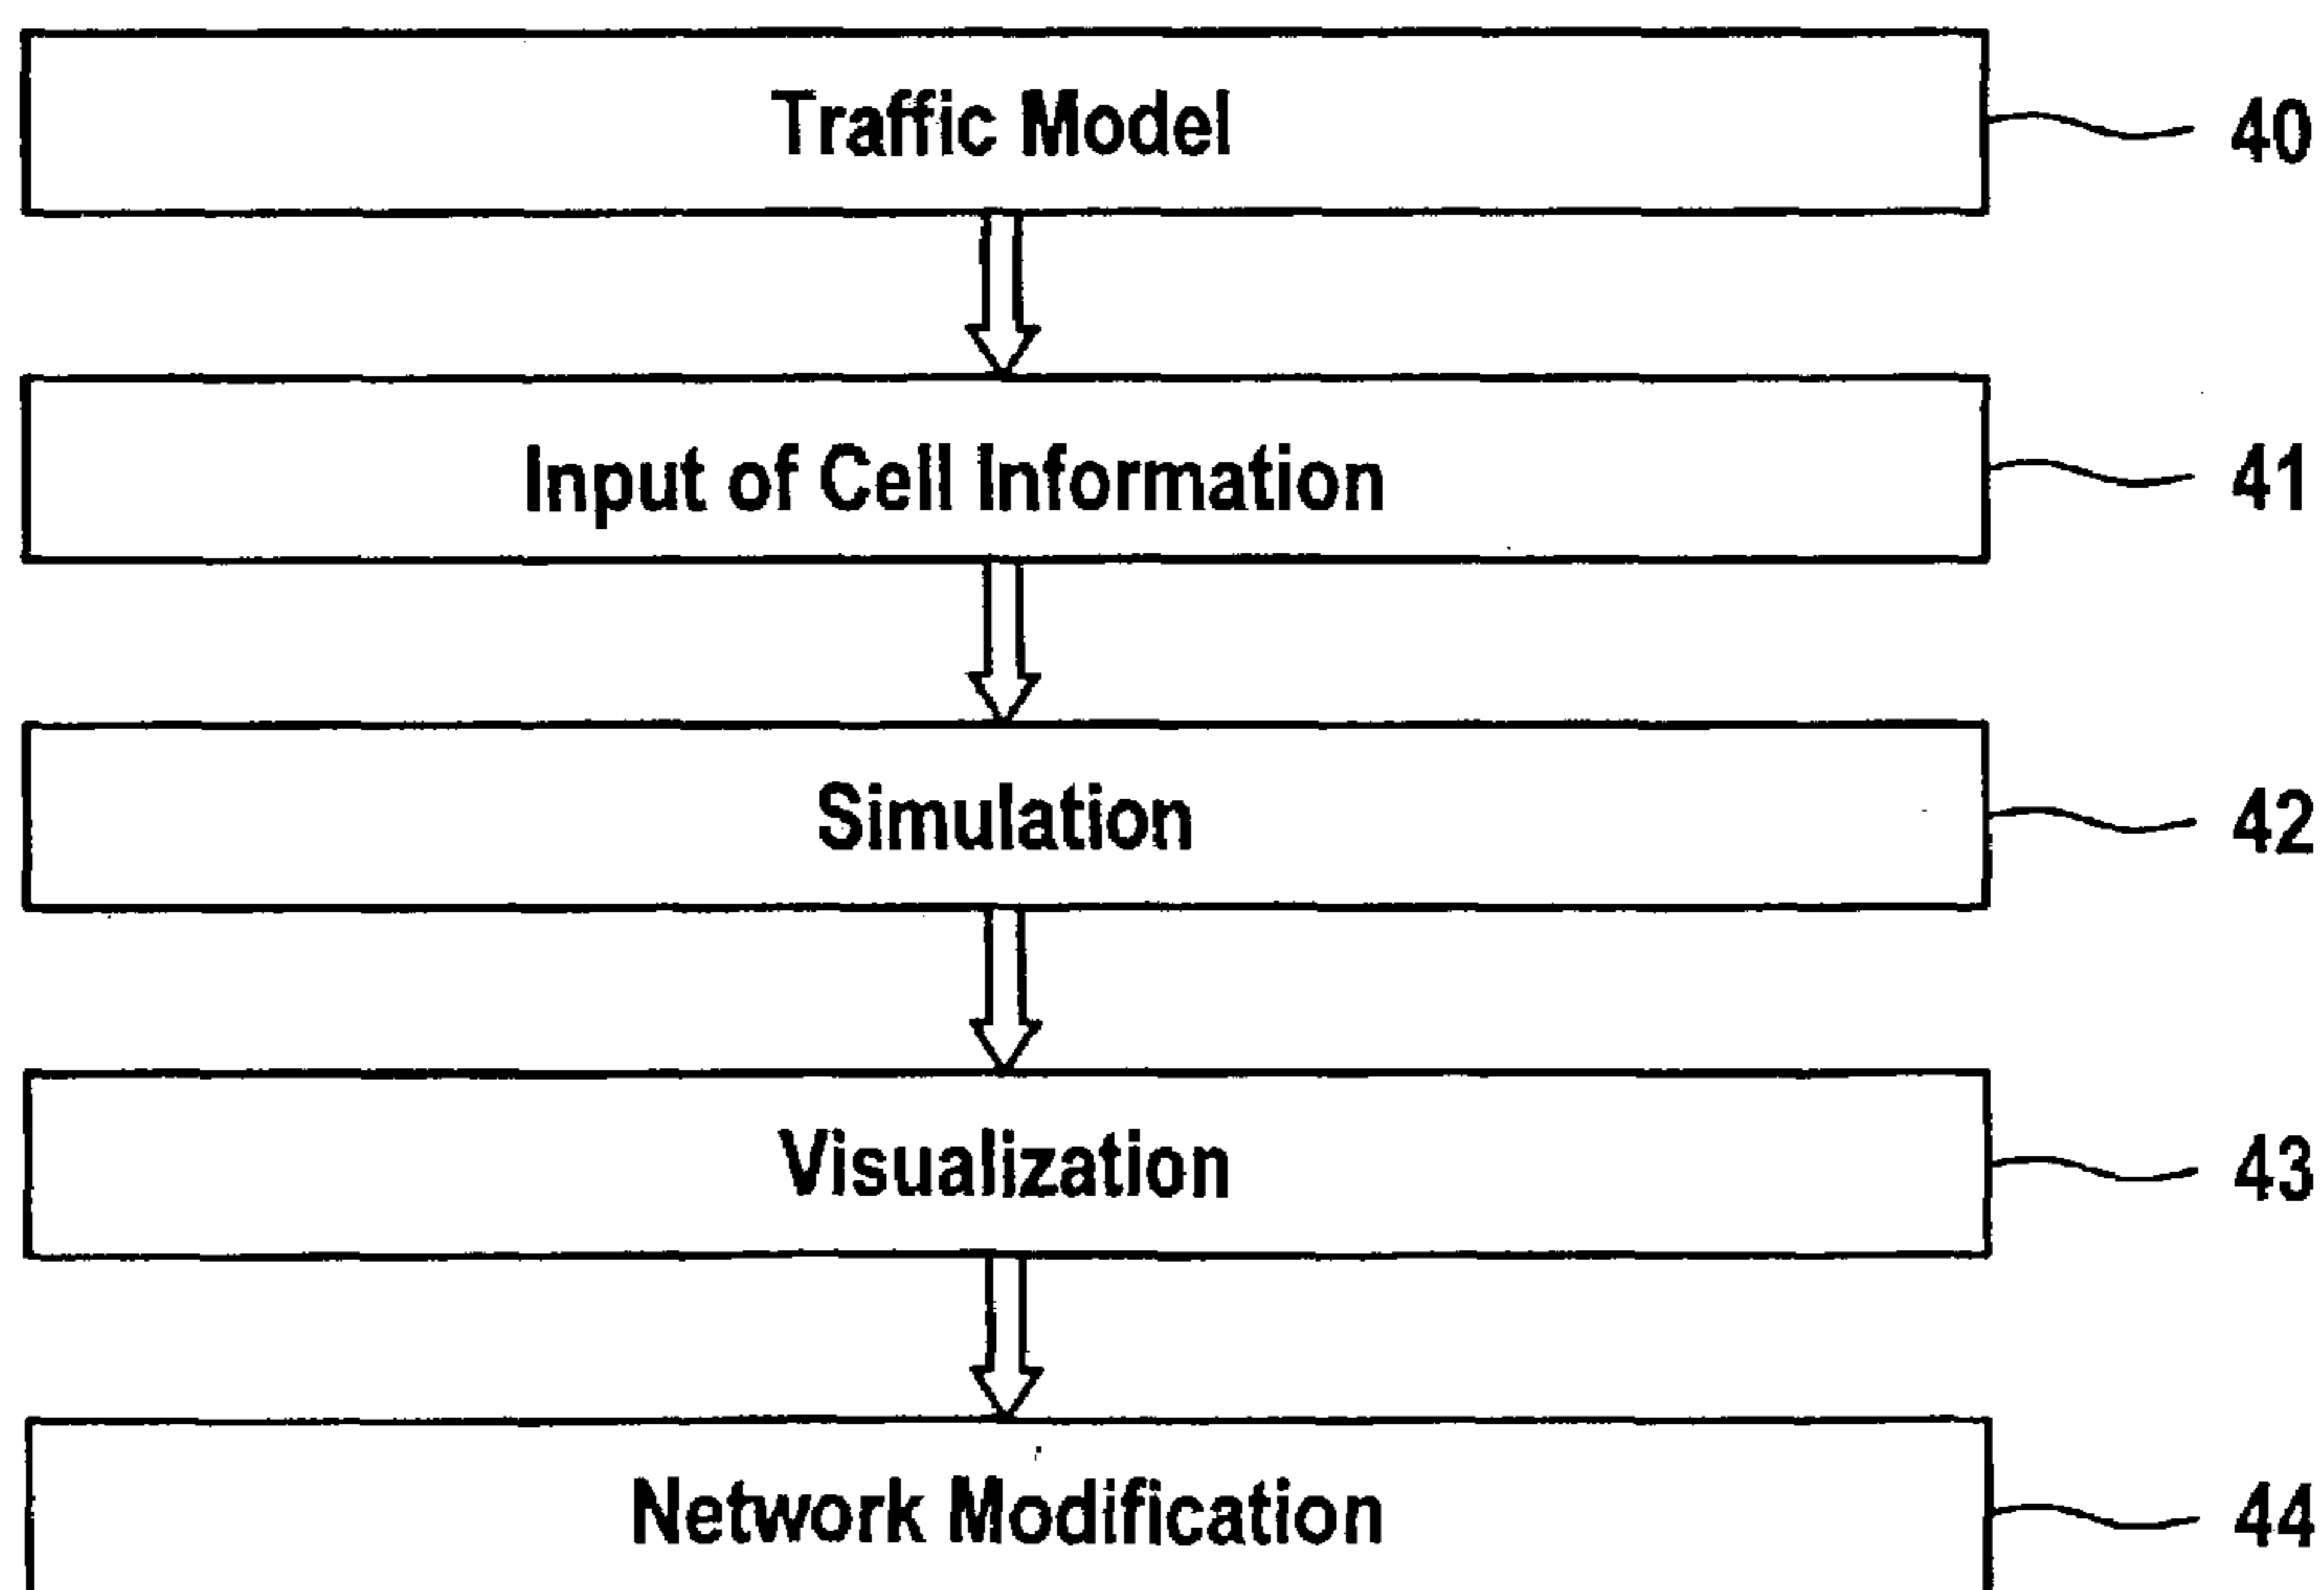 Traffic Model
40
Input of Cell Information
41
Simulation
42
Visualization
43
Network Modification
44